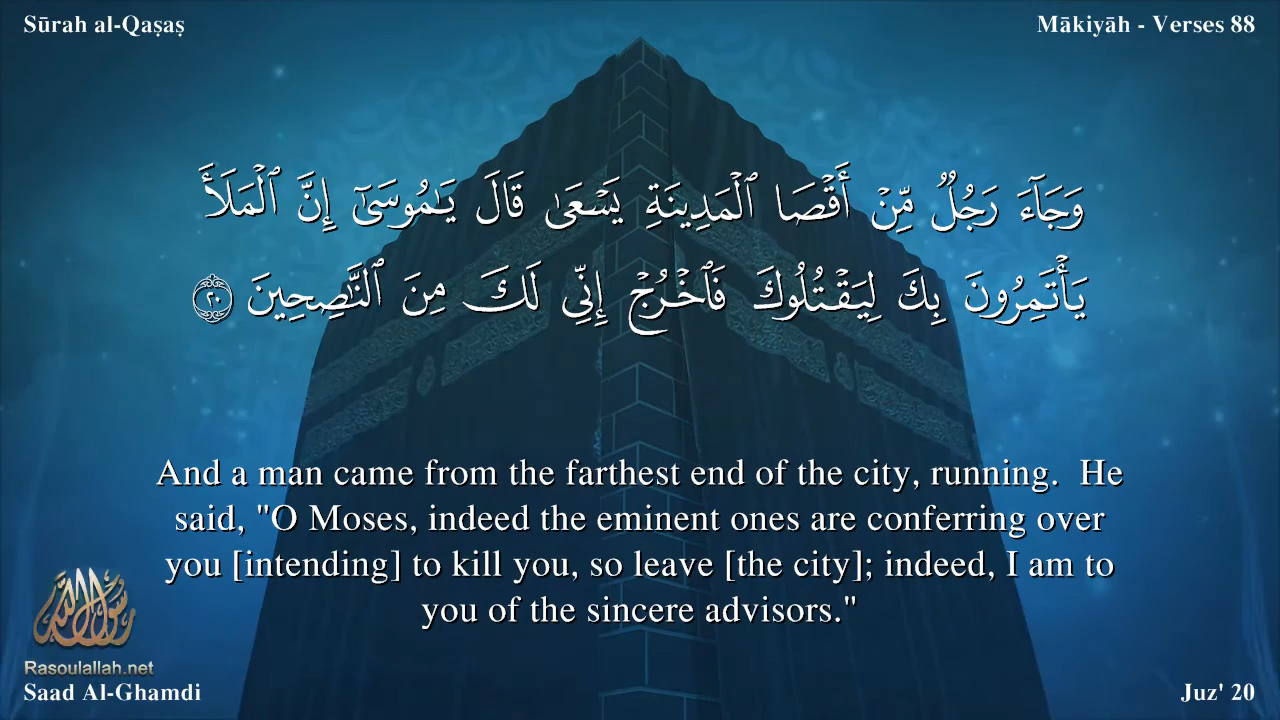 Sūrah al-Qaṣaṣ
Mākiyāh - Verses 88
وَجَآءَ رَجُلٌ مِّنْ أَقْصَا ٱلْمَدِينَةِ يَسْعَىٰ قَالَ يَـٰمُوسَىٰٓ إِنَّ ٱلْمَلَأَ
يَأْتَمِرُونَ بِكَ لِيَقْتُلُوكَ فَٱخْرُجْ إِنِّى لَكَ مِنَ ٱلنَّـٰصِحِينَ ٢٠
And a man came from the farthest end of the city, running.  He
said, "O Moses, indeed the eminent ones are conferring over
you [intending] to kill you, so leave [the city]; indeed, I am to
you of the sincere advisors."
رسول الله
Rasoulallah.net
Saad Al-Ghamdi
Juz' 20